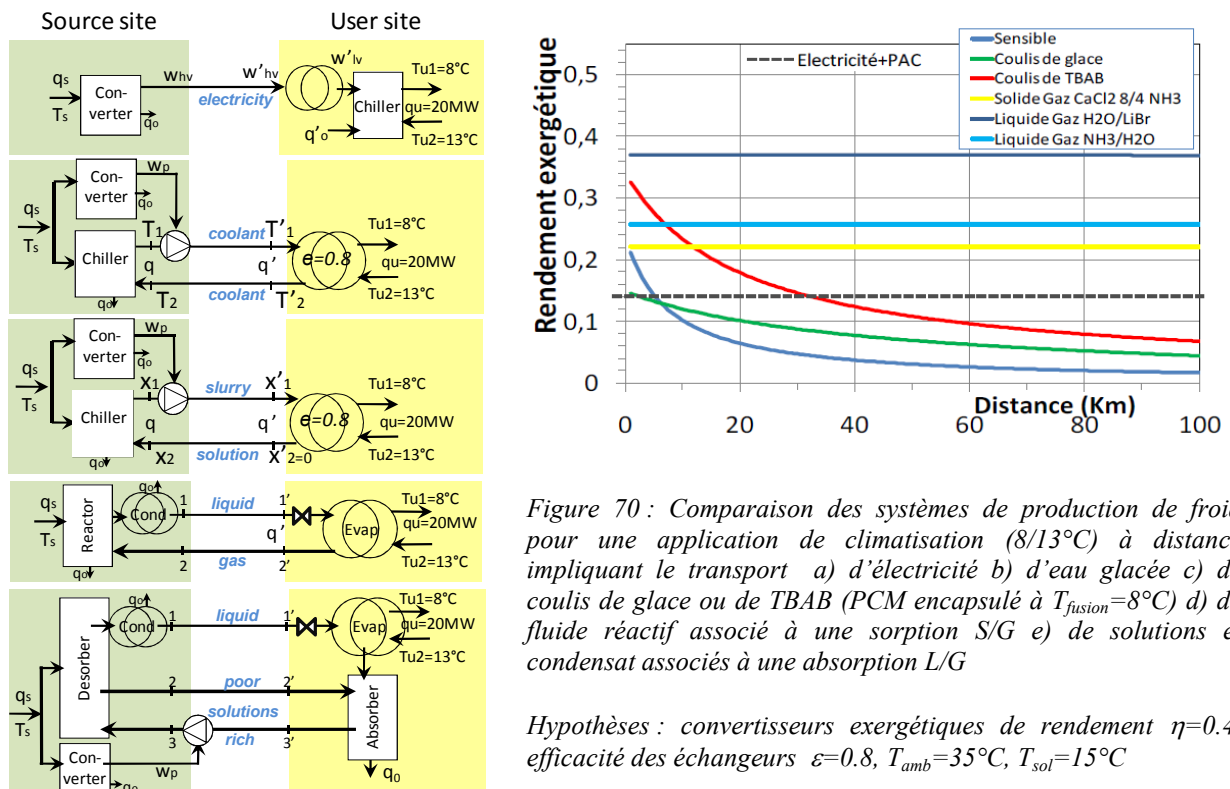 Source site
User site
qs
Ts
Con-
verter
qo
whv
w'hv
electricity
w'lv
Chiller
q'o
Tu1=8°C
qu=20MW
Tu2=13°C
qs
Ts
Con-
verter
qo
wp
Chiller
qo
T1
q
T2
coolant
coolant
T'1
q'
T'2
e=0.8
Tu1=8°C
qu=20MW
Tu2=13°C
qs
Ts
Con-
verter
qo
wp
Chiller
qo
x1
q
x2
slurry
solution
x'1
q'
x'2=0
e=0.8
Tu1=8°C
qu=20MW
Tu2=13°C
qs
Ts
Reactor
qo
qo
Cond
1
liquid
1'
q'
2
gas
2'
Evap
Tu1=8°C
qu=20MW
Tu2=13°C
qs
Ts
Desorber
qo
Cond
1
liquid
1'
Evap
Tu1=8°C
qu=20MW
Tu2=13°C
2
poor
2'
solutions
3
rich
3'
Absorber
q0
Con-
verter
qo
wp
Rendement exergétique
0,5
0,4
0,3
0,2
0,1
0
Electricité+PAC
Sensible
Coulis de glace
Coulis de TBAB
Solide Gaz CaCl2 8/4 NH3
Liquide Gaz H2O/LiBr
Liquide Gaz NH3/H2O
Distance (Km)
0 20 40 60 80 100
Figure 70 : Comparaison des systèmes de production de froi
pour une application de climatisation (8/13°C) à distanc
impliquant le transport a) d'électricité b) d'eau glacée c) d
coulis de glace ou de TBAB (PCM encapsulé à Tfusion=8°C) d) d
fluide réactif associé à une sorption S/G e) de solutions e
condensat associés à une absorption L/G
Hypothèses : convertisseurs exergétiques de rendement η=0.4
efficacité des échangeurs ε=0.8, Tamb=35°C, Tsol=15°C